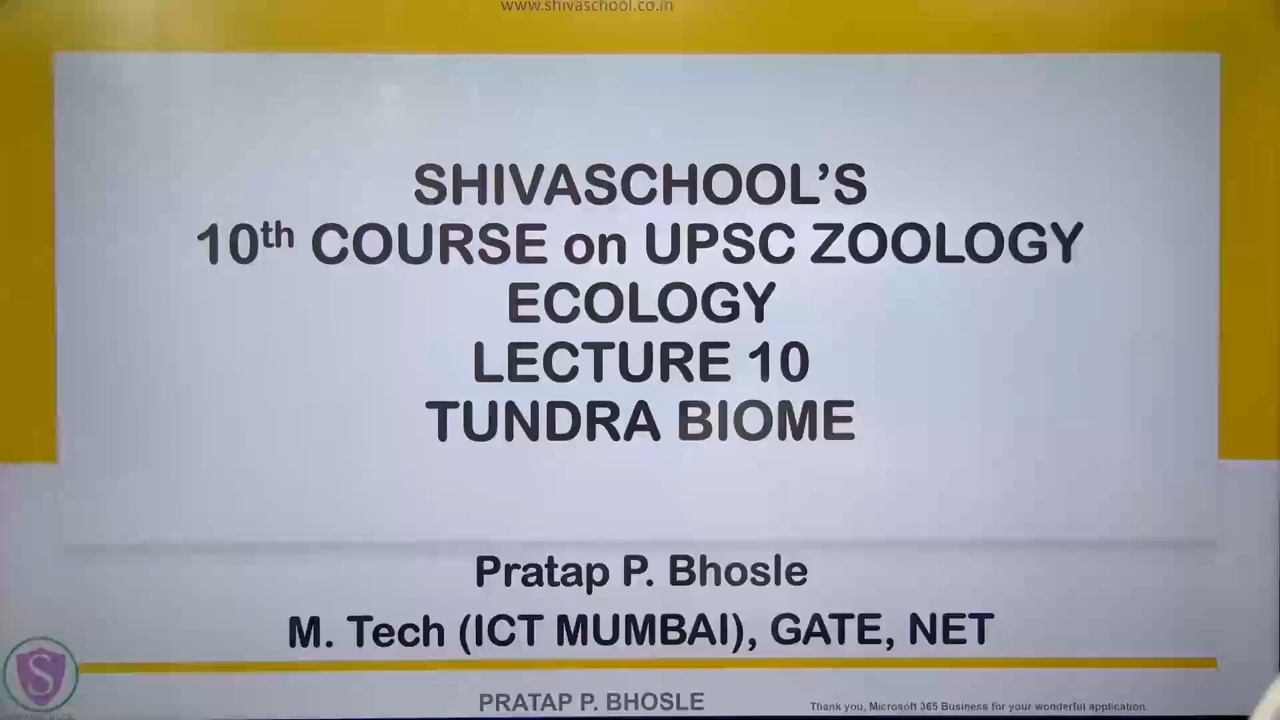 www.shivaschool.co.in
SHIVASCHOOL’S
10th COURSE on UPSC ZOOLOGY
ECOLOGY
LECTURE 10
TUNDRA BIOME
Pratap P. Bhosle
M. Tech (ICT MUMBAI), GATE, NET
S
PRATAP P. BHOSLE
Thank you, Microsoft 365 Business for your wonderful application.